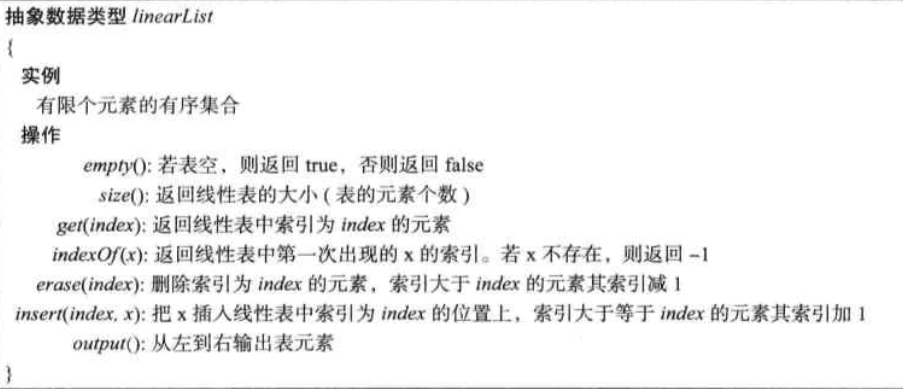 抽象数据类型 linearList
{
实例
有限个元素的有序集合
操作
empty(): 若表空，则返回 true，否则返回 false
size(): 返回线性表的大小 ( 表的元素个数 )
get(index): 返回线性表中索引为 index 的元素
indexOf(x): 返回线性表中第一次出现的 x 的索引。若 x 不存在，则返回 –1
erase(index): 删除索引为 index 的元素，索引大于 index 的元素其索引减 1
insert(index, x): 把 x 插入线性表中索引为 index 的位置上，索引大于等于 index 的元素其索引加 1
output(): 从左到右输出表元素
}